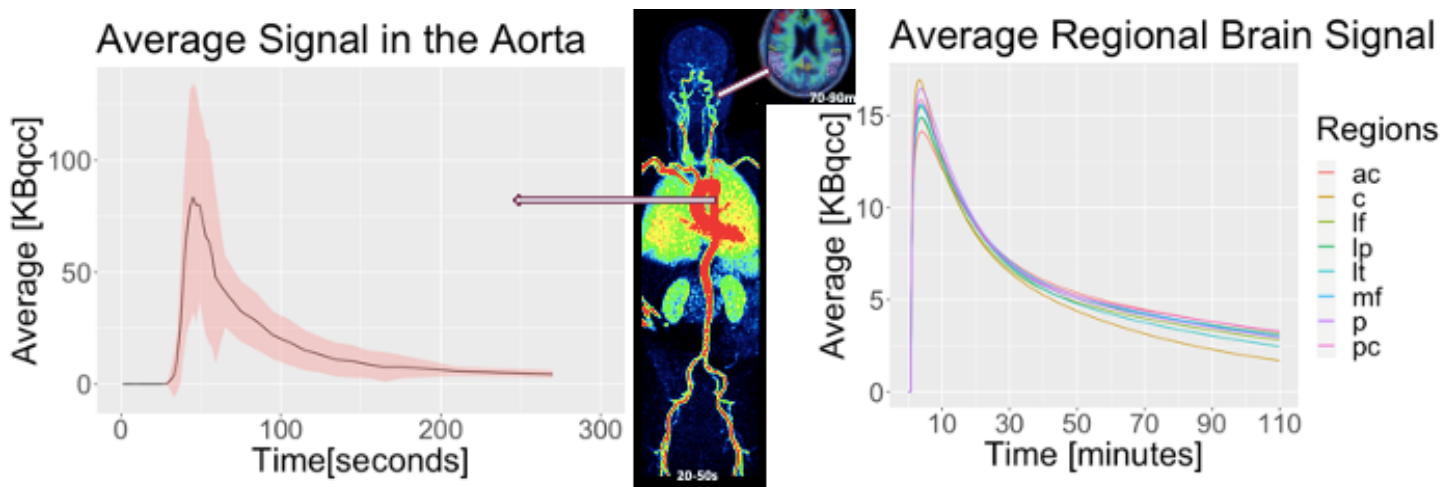 Average Signal in the Aorta
Average [KBqcc]
100
50
0
0 100 200 300
Time[seconds]
70-90m
20-50s
Average Regional Brain Signal
Average [KBqcc]
15
10
5
0
10 30 50 70 90 110
Time [minutes]
Regions
ac
c
lf
lp
lt
mf
p
pc